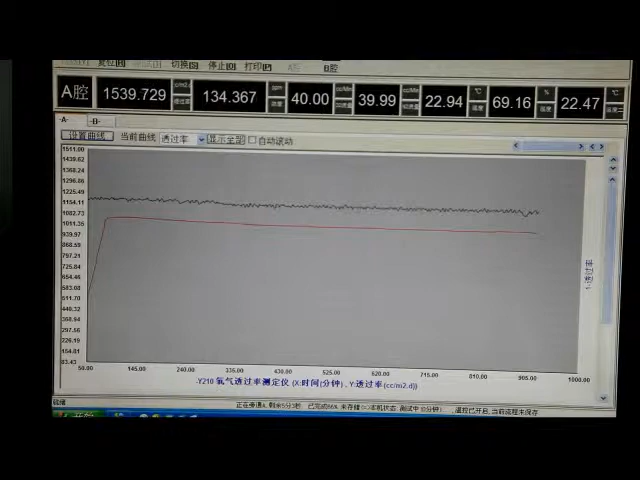 复位 切换 停止 打印 B腔
A腔 1539.729 134.367 40.00 39.99 22.94 69.16 22.47
-A- -B-
设置曲线 当前曲线 透过率 显示全部 自动滚动
1511.00
1439.62
1368.24
1296.86
1225.49
1154.11
1082.73
1011.35
939.97
868.59
797.21
725.84
654.46
583.08
511.70
440.32
368.94
297.56
226.19
154.81
83.43
1:透过率
50.00 145.00 240.00 335.00 430.00 525.00 620.00 715.00 810.00 905.00 1000.00
-Y210 氧气透过率测定仪 (X:时间(分钟) , Y:透过率(cc/m2.d))
就绪
开始